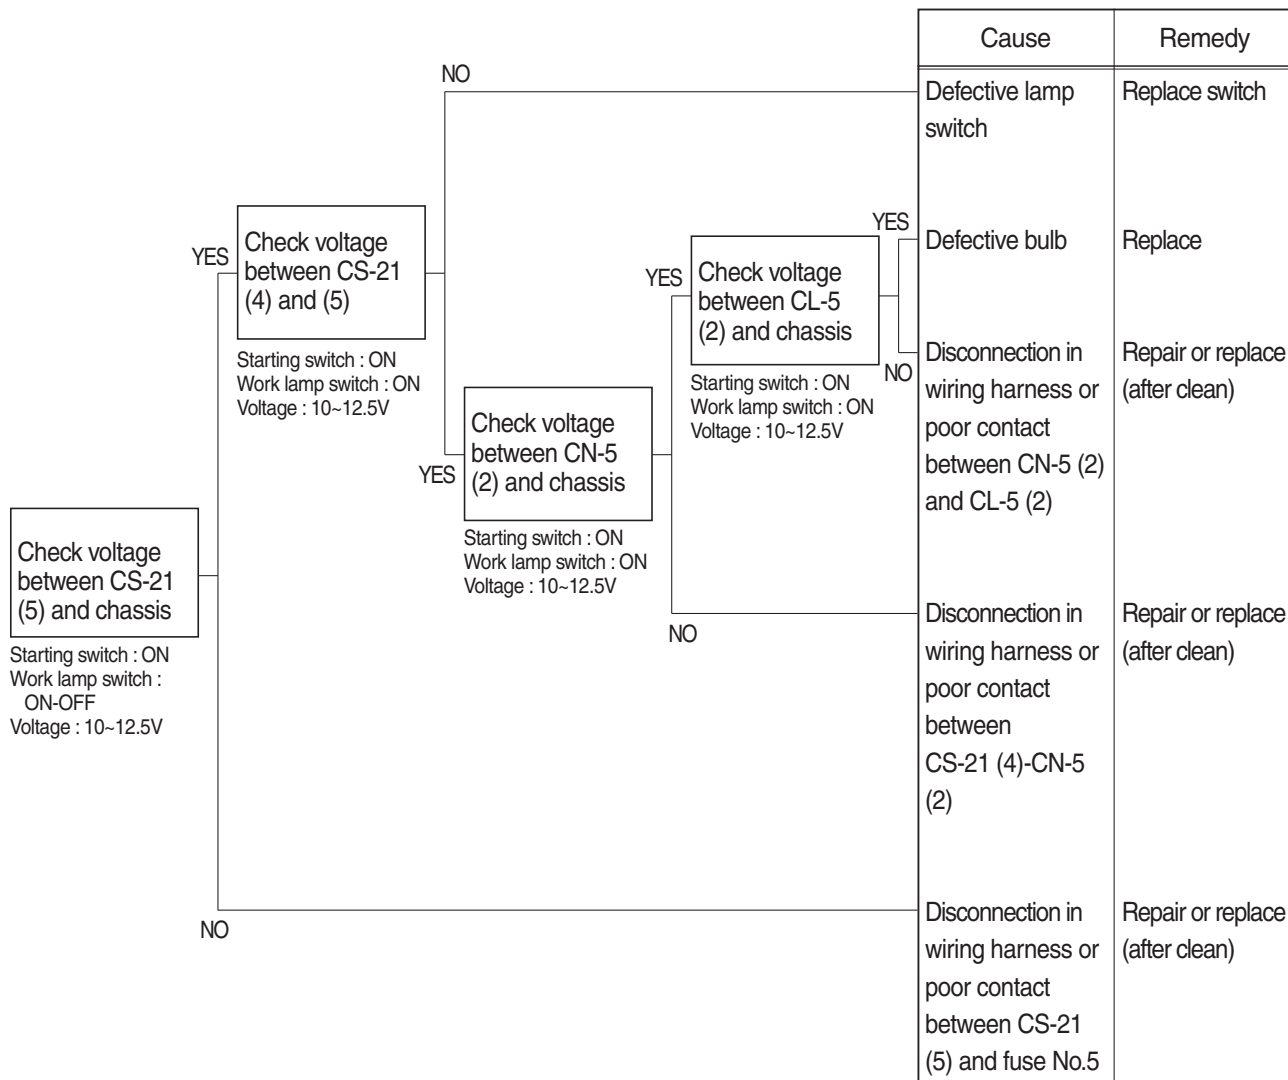 Cause
Remedy
NO
Defective lamp
switch
Replace switch
YES
Check voltage
between CS-21
(4) and (5)
Starting switch : ON
Work lamp switch : ON
Voltage : 10~12.5V
YES
Check voltage
between CL-5
(2) and chassis
Starting switch : ON
Work lamp switch : ON
Voltage : 10~12.5V
YES
Defective bulb
Replace
NO
Disconnection in
wiring harness or
poor contact
between CN-5 (2)
and CL-5 (2)
Repair or replace
(after clean)
YES
Check voltage
between CN-5
(2) and chassis
Starting switch : ON
Work lamp switch : ON
Voltage : 10~12.5V
Check voltage
between CS-21
(5) and chassis
Starting switch : ON
Work lamp switch :
ON-OFF
Voltage : 10~12.5V
NO
Disconnection in
wiring harness or
poor contact
between
CS-21 (4)-CN-5
(2)
Repair or replace
(after clean)
NO
Disconnection in
wiring harness or
poor contact
between CS-21
(5) and fuse No.5
Repair or replace
(after clean)